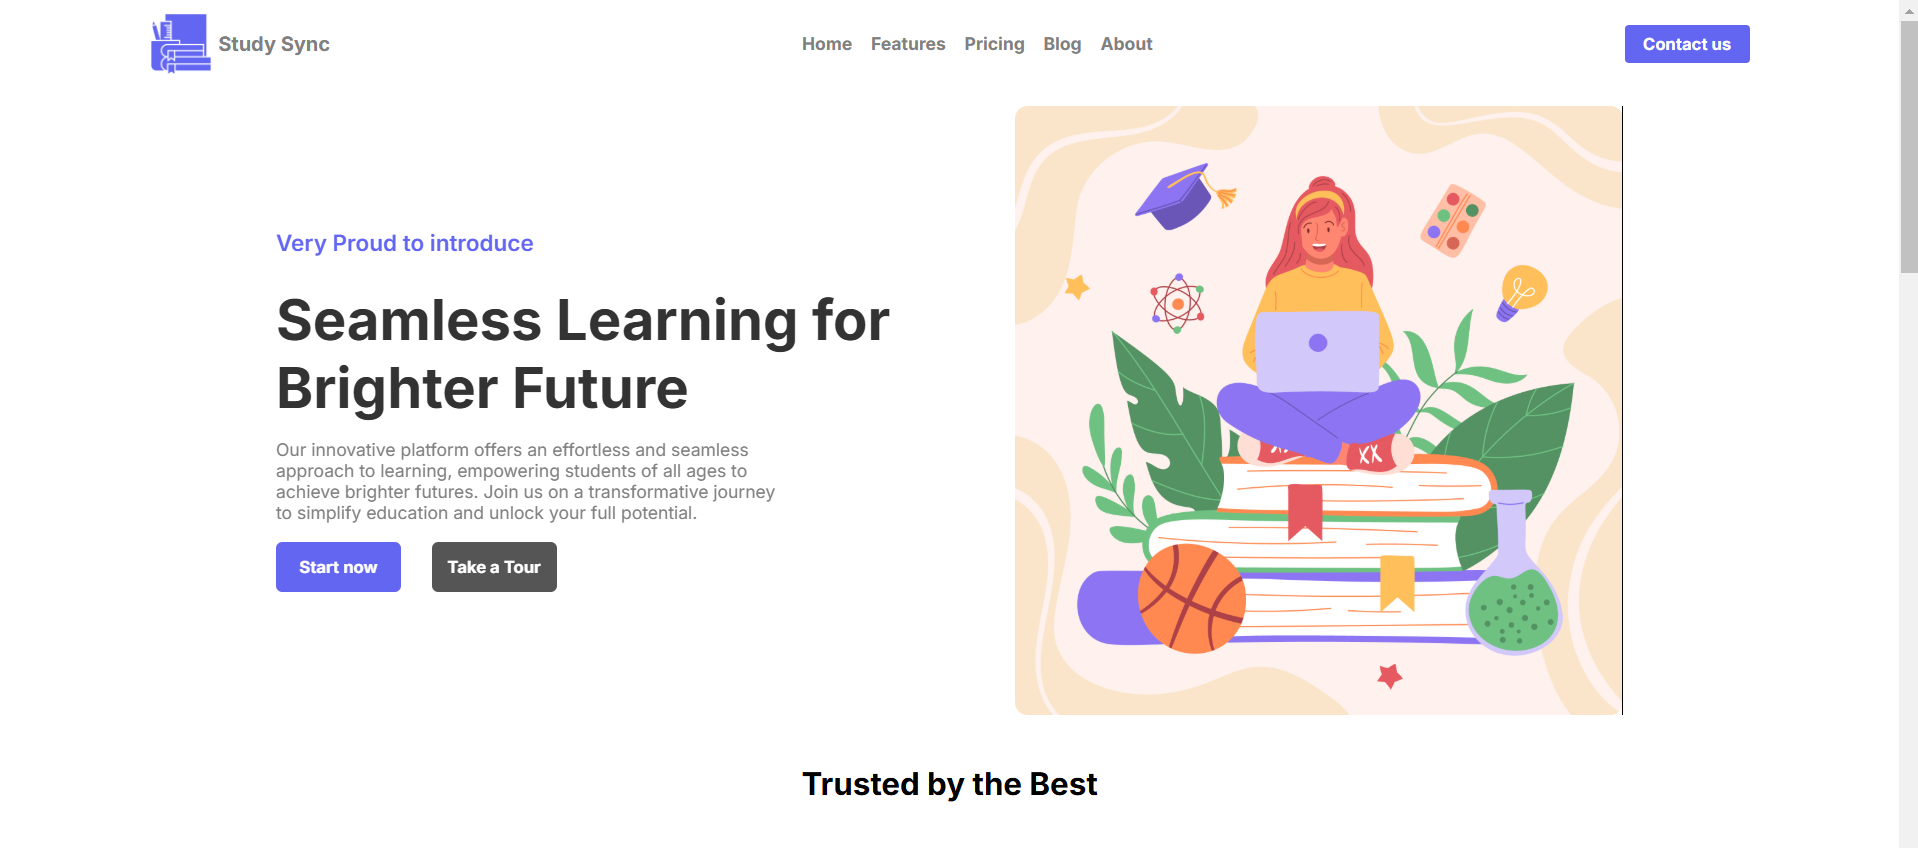 Study Sync
Home Features Pricing Blog About
Contact us
Very Proud to introduce
Seamless Learning for
Brighter Future
Our innovative platform offers an effortless and seamless
approach to learning, empowering students of all ages to
achieve brighter futures. Join us on a transformative journey
to simplify education and unlock your full potential.
Start now
Take a Tour
XX
Trusted by the Best